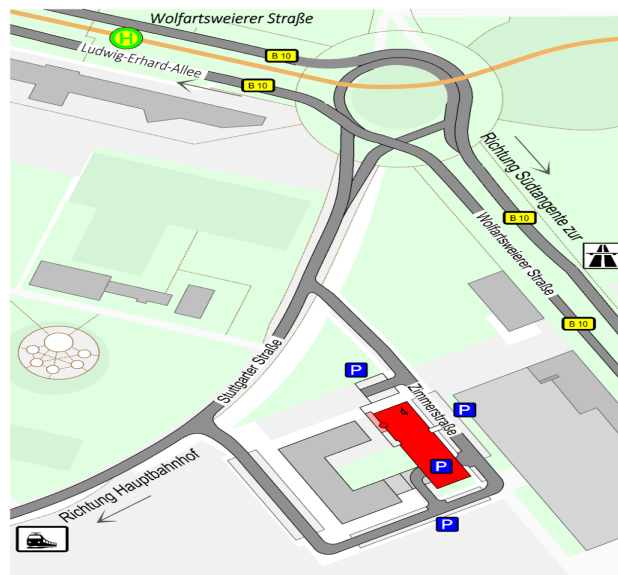 Wolfartsweierer Straße
H
B 10
Ludwig-Erhard-Allee
B 10
Richtung Südtangente zur
B 10
Wolfartsweierer Straße
B 10
Stuttgarter Straße
P
Zimmerstraße
4
P
P
Richtung Hauptbahnhof
P